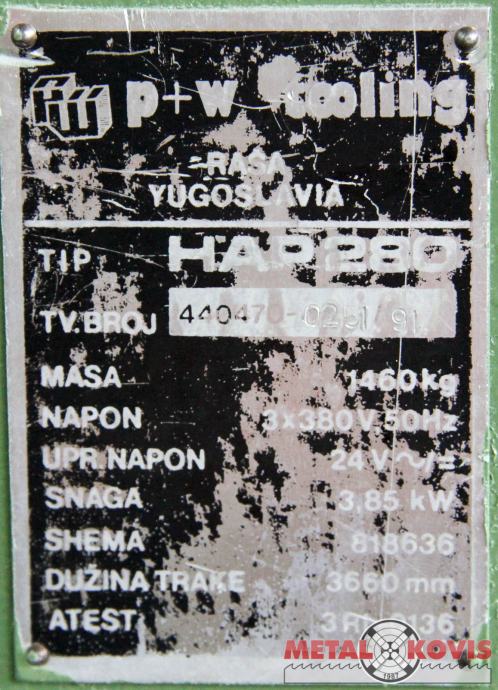 p+w tooling
RAŠA
YUGOSLAVIA
TIP HAP 280
TV. BROJ 440470-0251/91
MASA 1460 kg
NAPON 3x380 V 50Hz
UPR. NAPON 24 V ~/=
SNAGA 3,85 kW
SHEMA 818636
DUŽINA TRAKE 3660 mm
ATEST
METAL KOVIS
1987